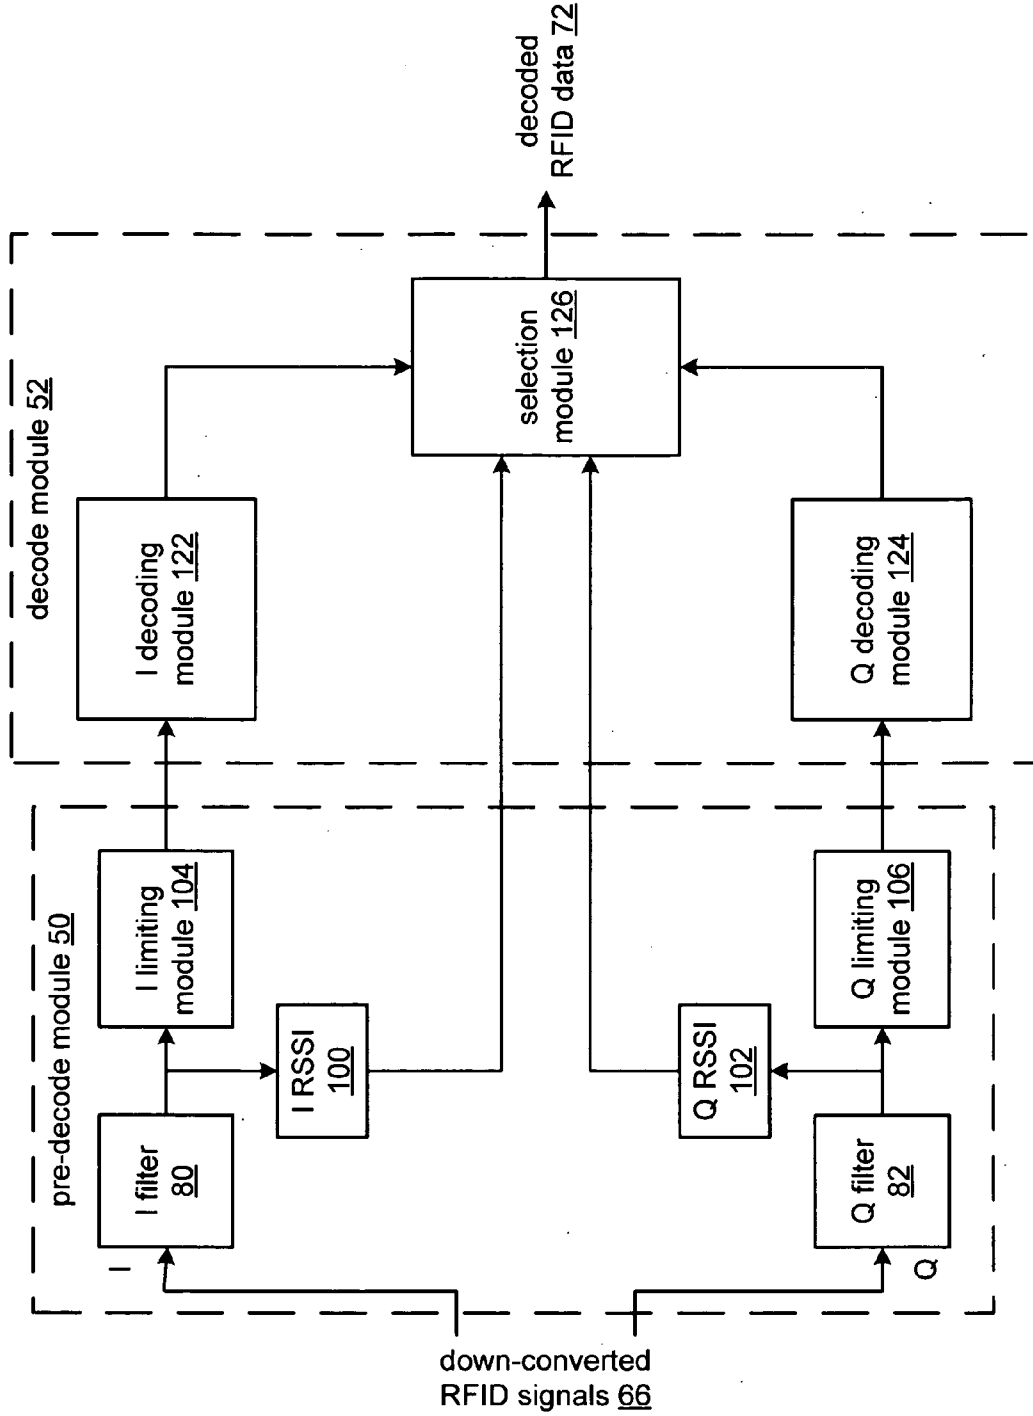 pre-decode module 50
decode module 52
I
I filter
80
I limiting
module 104
I decoding
module 122
I RSSI
100
down-converted
RFID signals 66
selection
module 126
decoded
RFID data 72
Q RSSI
102
Q
Q filter
82
Q limiting
module 106
Q decoding
module 124